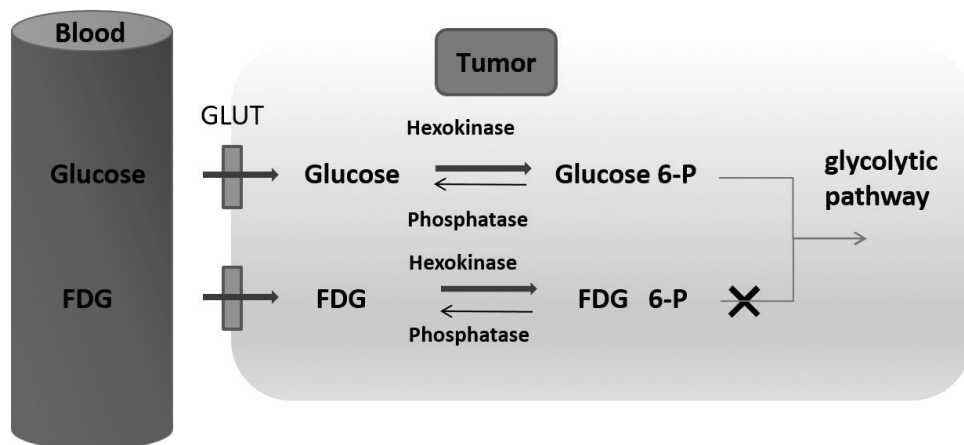 Blood
Tumor
GLUT
Hexokinase
Glucose Glucose Glucose 6-P
Phosphatase
glycolytic
pathway
Hexokinase
FDG FDG FDG 6-P
Phosphatase